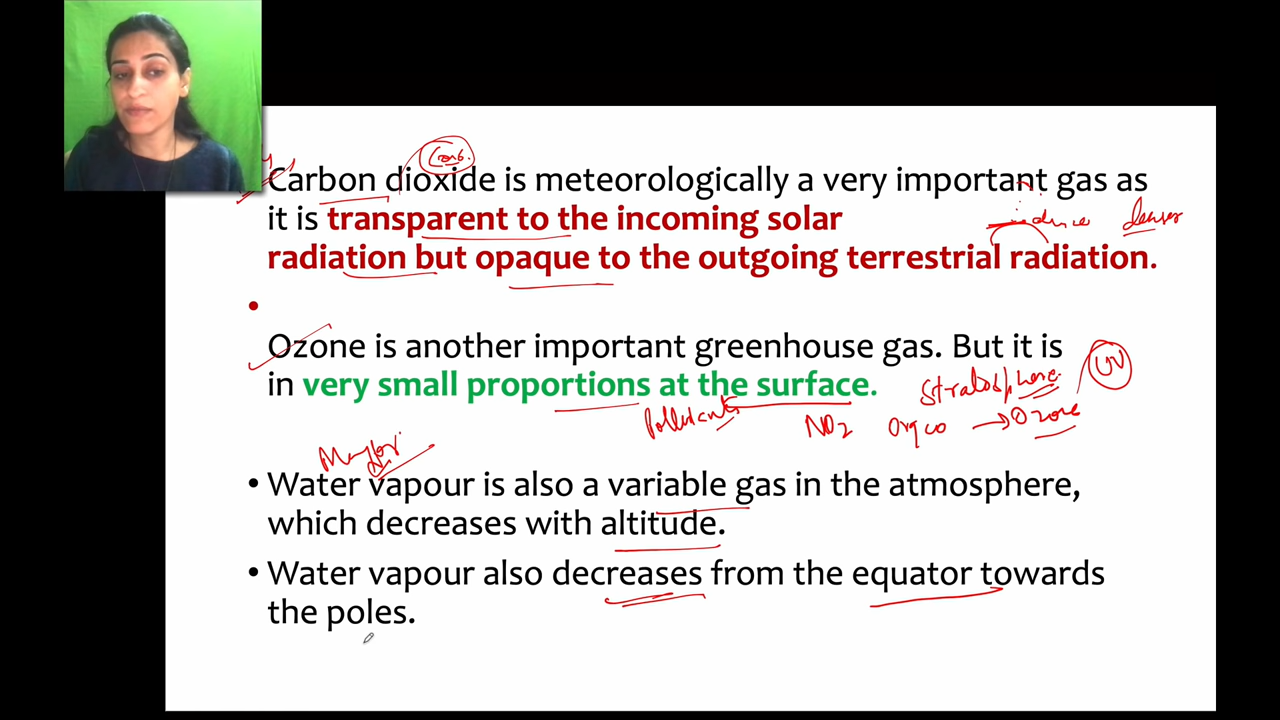 Carbon dioxide is meteorologically a very important gas as
it is transparent to the incoming solar
radiation but opaque to the outgoing terrestrial radiation.
•
Ozone is another important greenhouse gas. But it is
UV
in very small proportions at the surface.
Stratosphere
Pollutants NO2 → Ozone
Major
• Water vapour is also a variable gas in the atmosphere,
which decreases with altitude.
• Water vapour also decreases from the equator towards
the poles.